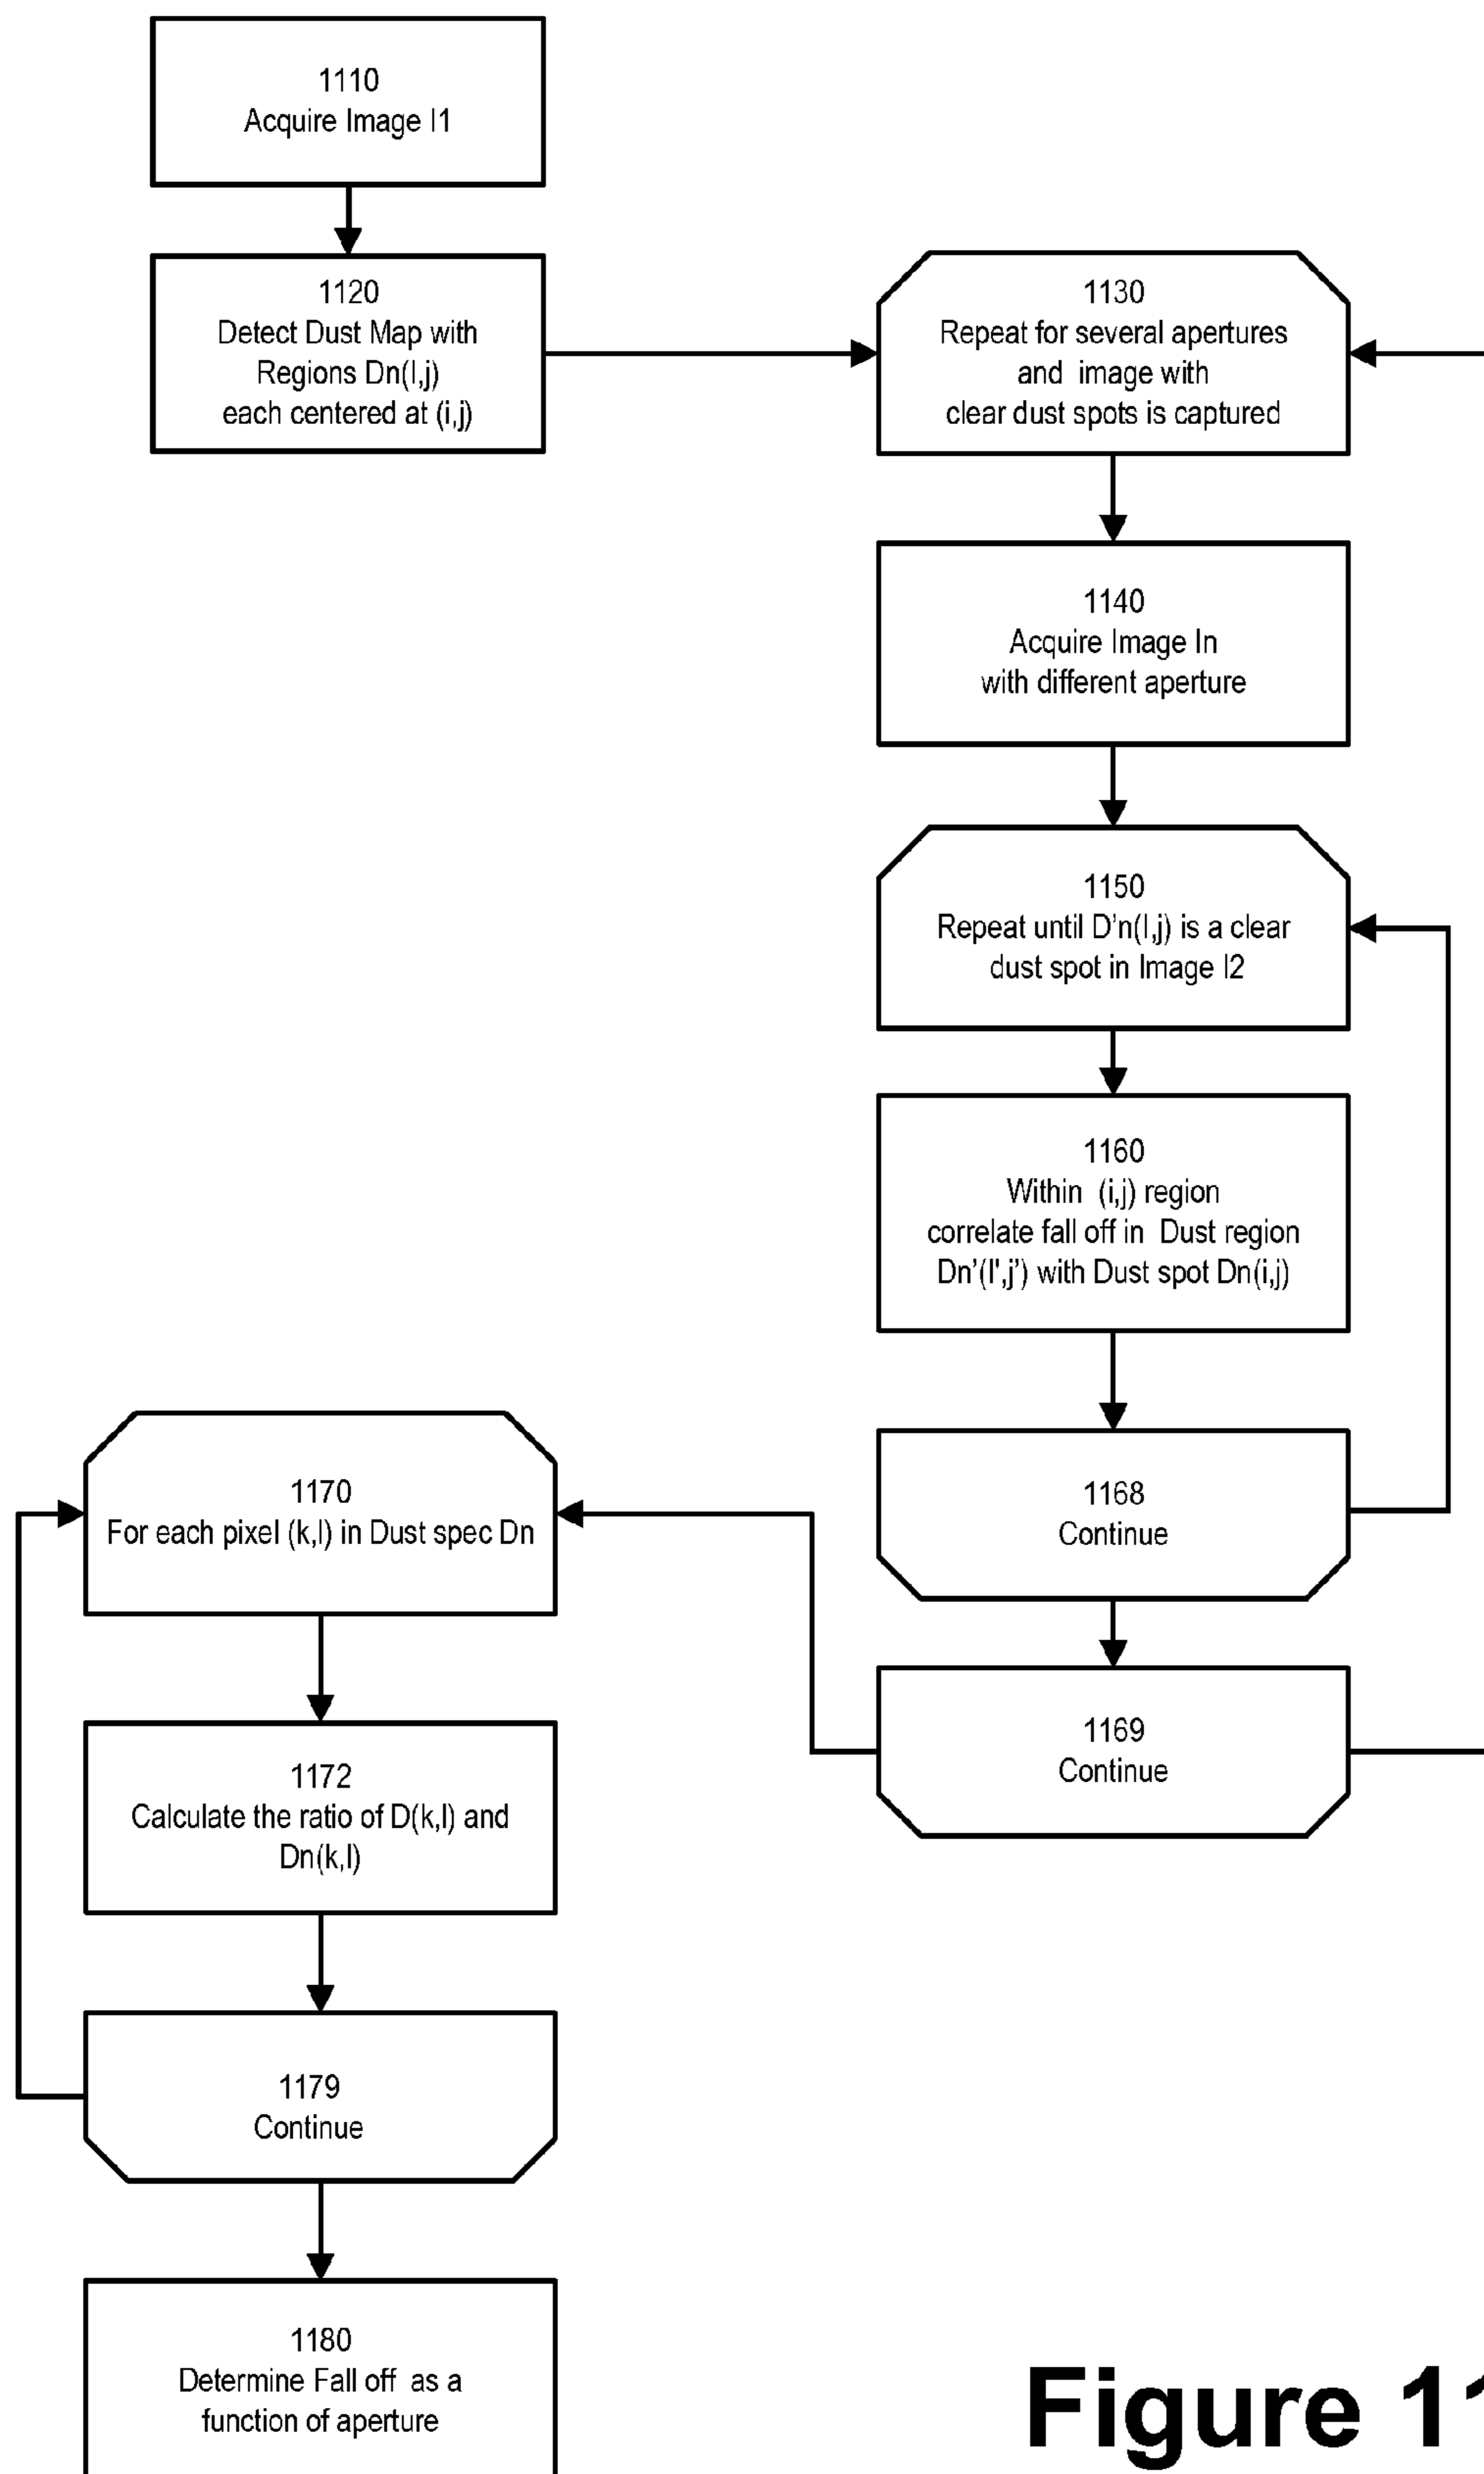 1110
Acquire Image I1
1120
Detect Dust Map with
Regions Dn(I,j)
each centered at (i,j)
1130
Repeat for several apertures
and image with
clear dust spots is captured
1140
Acquire Image In
with different aperture
1150
Repeat until D'n(I,j) is a clear
dust spot in Image I2
1160
Within (i,j) region
correlate fall off in Dust region
Dn'(I',j') with Dust spot Dn(i,j)
1168
Continue
1169
Continue
1170
For each pixel (k,l) in Dust spec Dn
1172
Calculate the ratio of D(k,l) and
Dn(k,l)
1179
Continue
1180
Determine Fall off as a
function of aperture
Figure 11